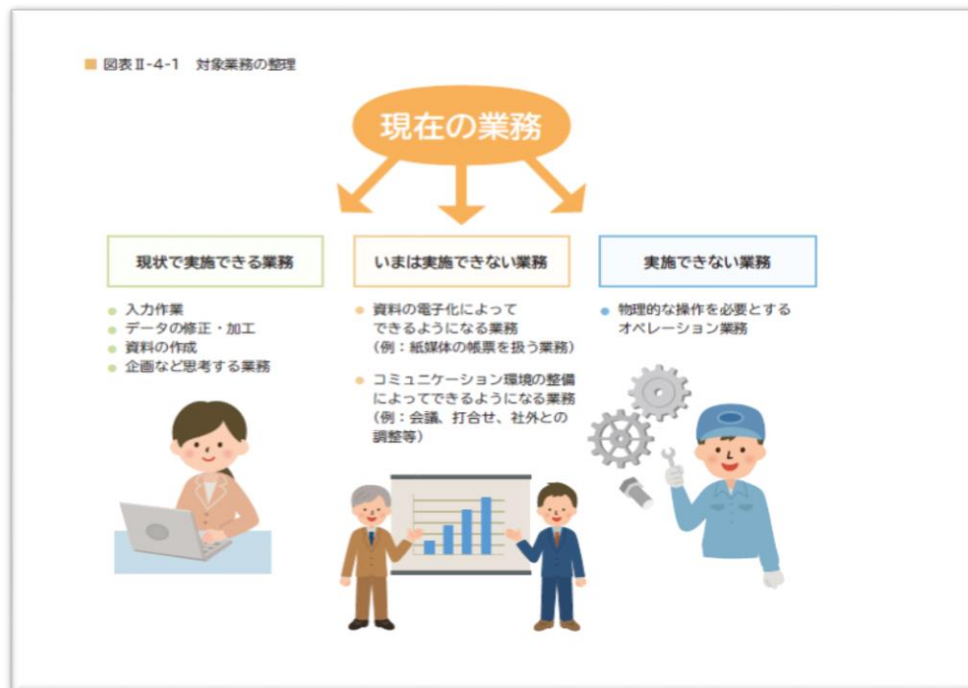 ■ 図表Ⅱ-4-1 対象業務の整理
現在の業務
現状で実施できる業務
● 入力作業
● データの修正・加工
● 資料の作成
● 企画など思考する業務
いまは実施できない業務
● 資料の電子化によって
できるようになる業務
(例:紙媒体の帳票を扱う業務)
● コミュニケーション環境の整備
によってできるようになる業務
(例:会議、打合せ、社外との
調整等)
実施できない業務
● 物理的な操作を必要とする
オペレーション業務